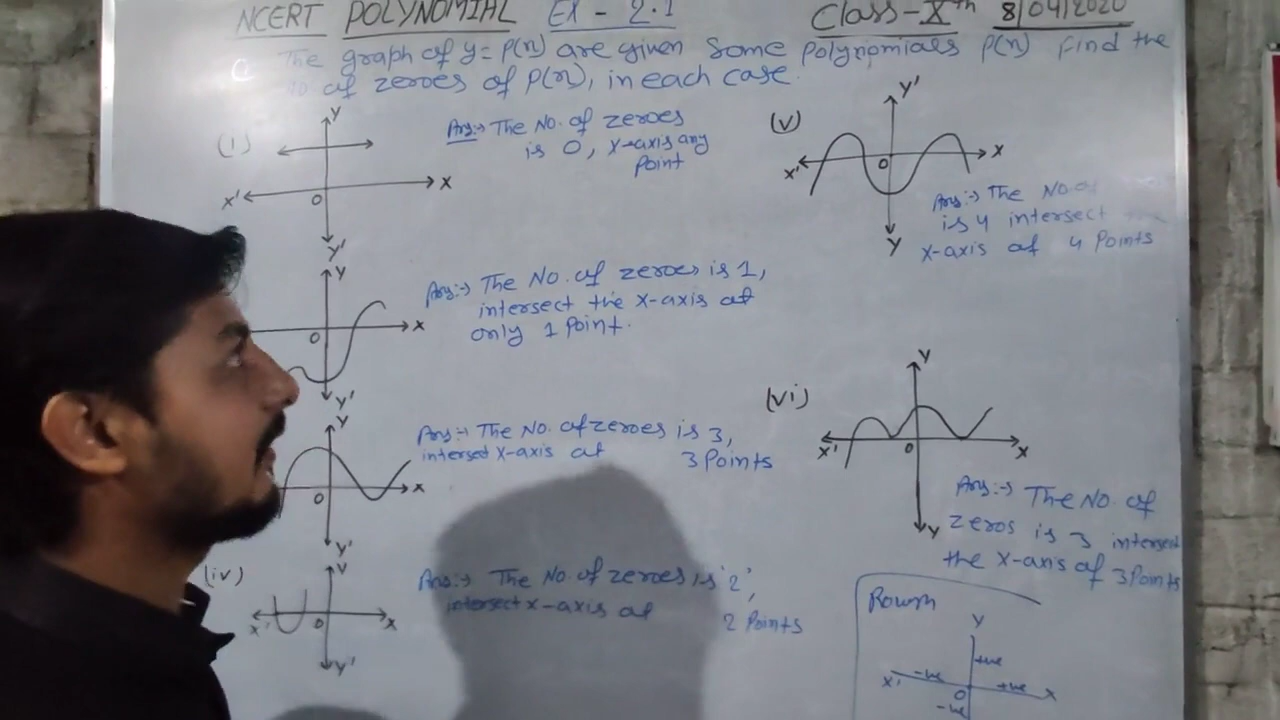 NCERT POLYNOMIAL EX - 2.1 Class-Xth 8/04/2020
Q The graph of y = P(x) are given some polynomials P(x) find the
no of zeroes of P(x), in each case.
(i)
Y
X' X
O
Y'
Ans:→ The No. of zeroes
is 0, x-axis any
Point
Y
X
O
Y'
Ans:→ The No. of zeroes is 1,
intersect the x-axis at
only 1 Point.
Y
X
O
Y'
Ans:→ The No. of zeroes is 3,
intersect x-axis at 3 Points
(iv)
Y
X' X
O
Y'
Ans:→ The No. of zeroes is '2',
intersect x-axis at
2 Points
(v)
Y'
X' X
O
Y
Ans:→ The No. of
is 4 intersect
x-axis at 4 Points
(vi)
Y
X' X
O
Y
Ans:→ The No. of
zeros is 3 intersect
the x-axis at 3 Points
Rough
Y
+ve
X' -ve O +ve X
-ve